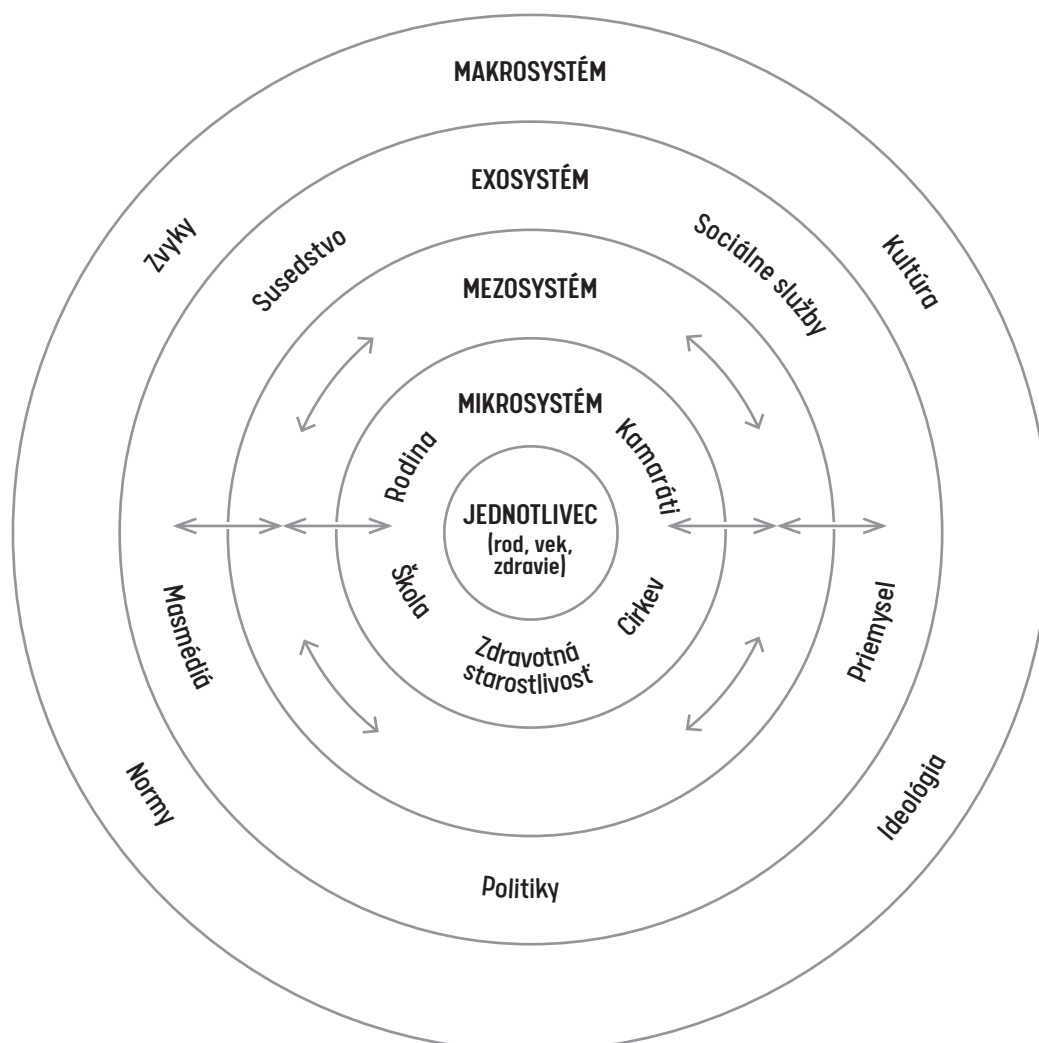 MAKROSYSTÉM
EXOSYSTÉM
Zvyky
Susedstvo
Sociálne služby
Kultúra
MEZOSYSTÉM
MIKROSYSTÉM
Rodina
Kamaráti
JEDNOTLIVEC
(rod, vek,
zdravie)
Škola
Cirkev
Zdravotná
starostlivosť
Masmédiá
Priemysel
Normy
Ideológia
Politiky